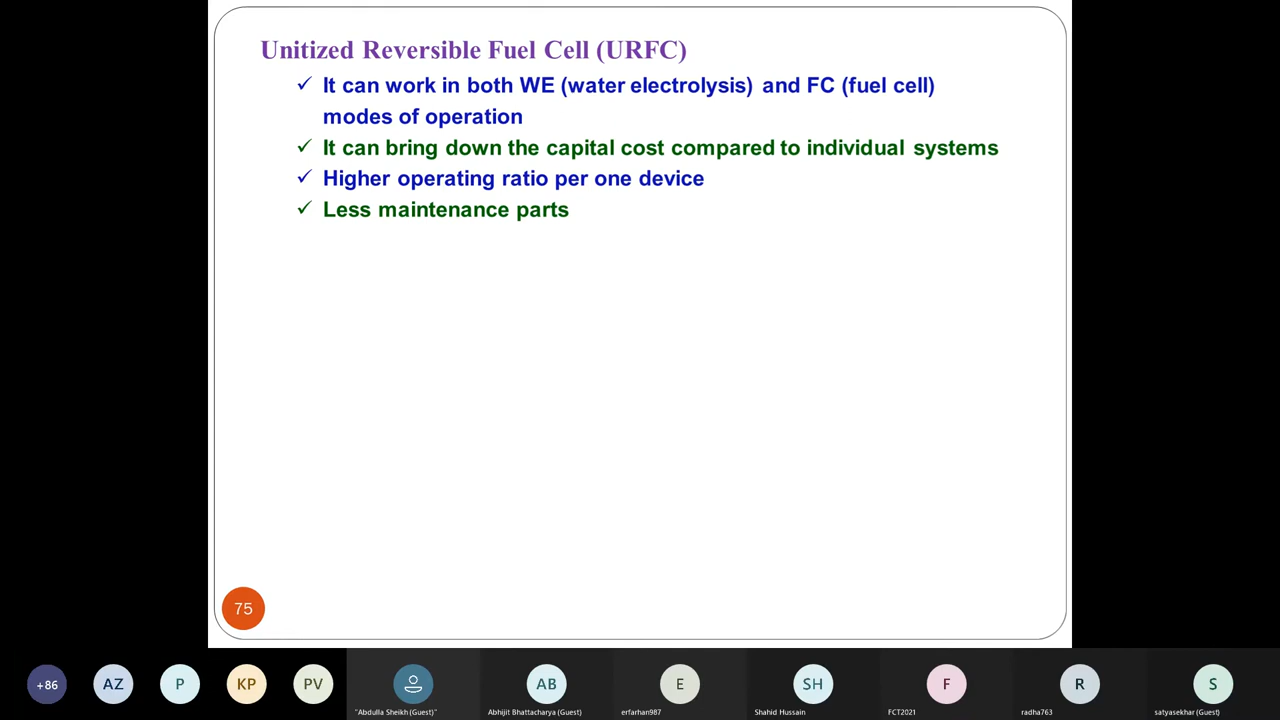 Unitized Reversible Fuel Cell (URFC)
✓ It can work in both WE (water electrolysis) and FC (fuel cell)
modes of operation
✓ It can bring down the capital cost compared to individual systems
✓ Higher operating ratio per one device
✓ Less maintenance parts
75
+86 AZ P KP PV AB E SH F R S
"Abdulla Sheikh (Guest)" Abhijit Bhattacharya (Guest) erfarhan987 Shahid Hussain FCT2021 radha763 satyasekhar (Guest)